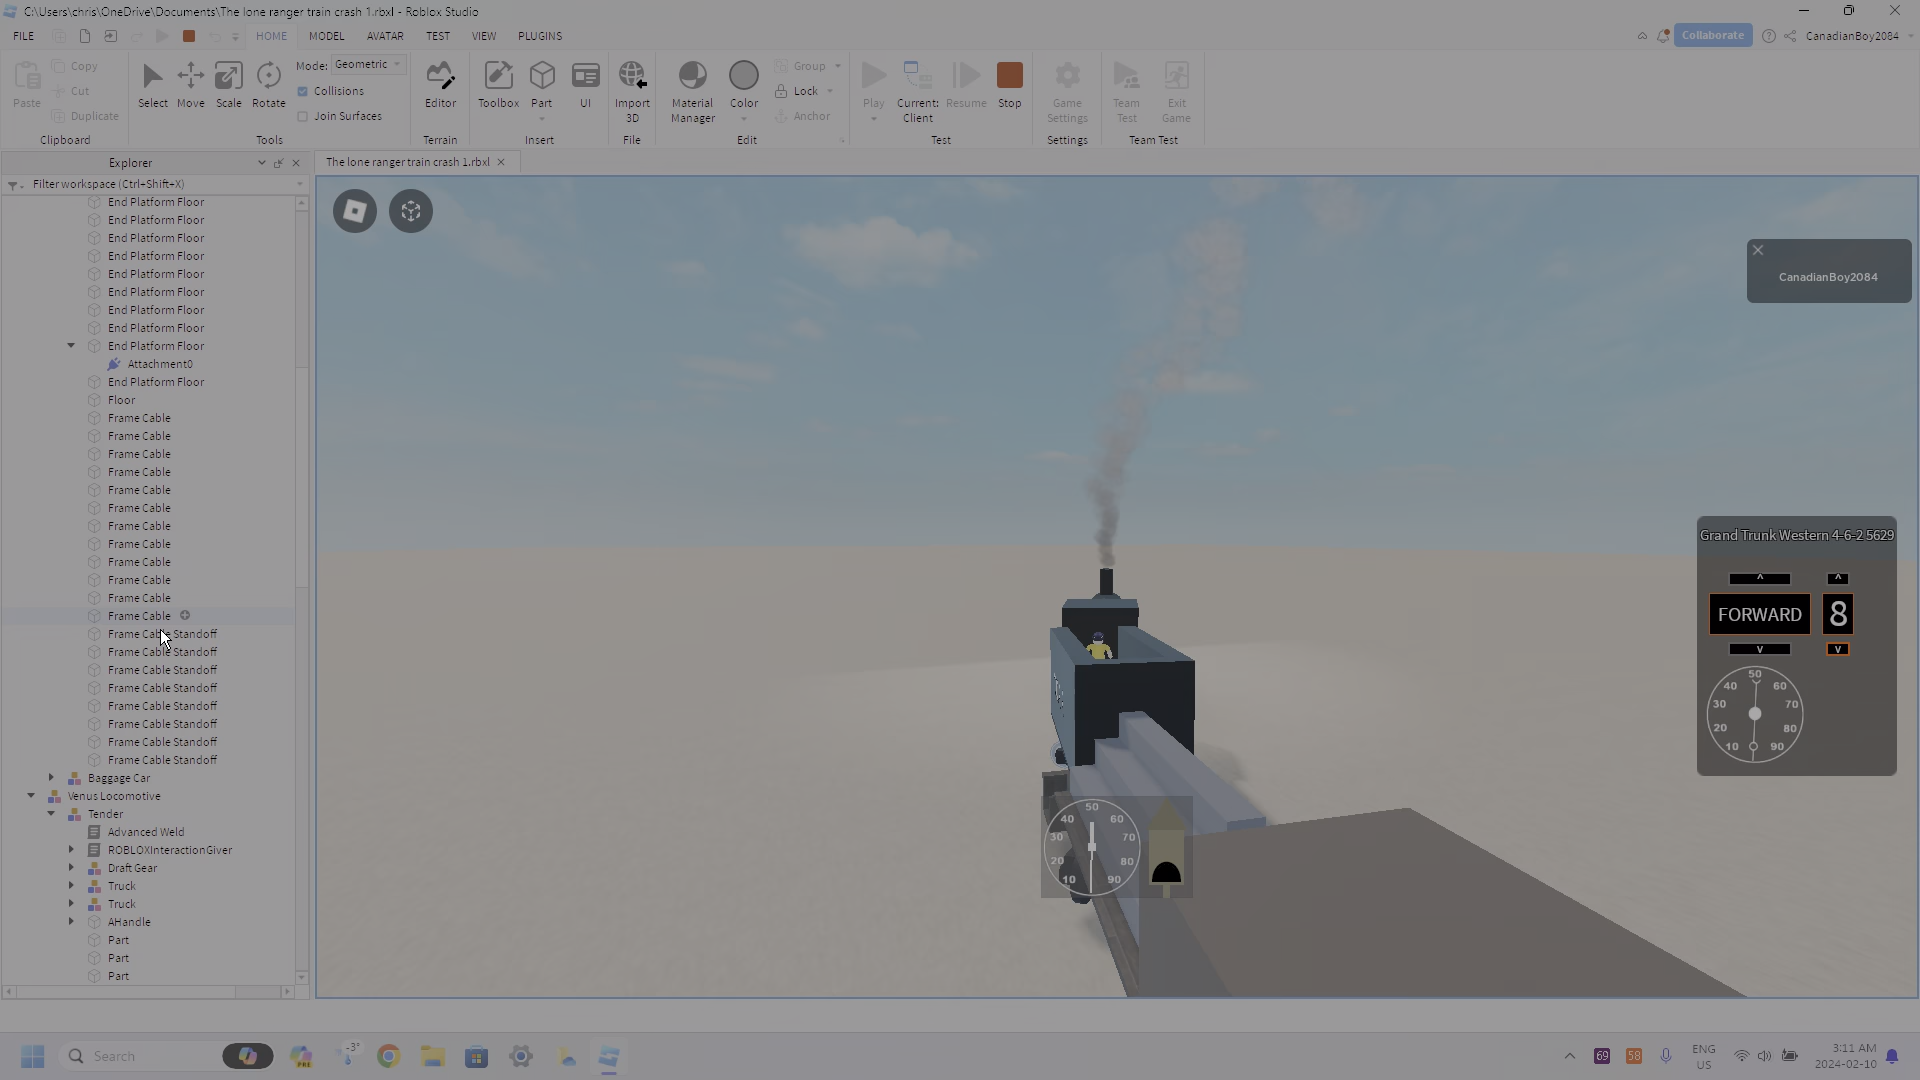 C:\Users\chris\OneDrive\Documents\The lone ranger train crash 1.rbxl - Roblox Studio
FILE HOME MODEL AVATAR TEST VIEW PLUGINS Collaborate CanadianBoy2084
Paste Copy Cut Duplicate
Clipboard
Select Move Scale Rotate
Mode: Geometric
Collisions
Join Surfaces
Tools
Editor
Terrain
Toolbox Part UI
Insert
Import 3D
File
Material Manager Color Group Lock Anchor
Edit
Play Current: Client Resume Stop
Test
Game Settings
Settings
Team Test Exit Game
Team Test
Explorer
Filter workspace (Ctrl+Shift+X)
The lone ranger train crash 1.rbxl
End Platform Floor
End Platform Floor
End Platform Floor
End Platform Floor
End Platform Floor
End Platform Floor
End Platform Floor
End Platform Floor
End Platform Floor
Attachment0
End Platform Floor
Floor
Frame Cable
Frame Cable
Frame Cable
Frame Cable
Frame Cable
Frame Cable
Frame Cable
Frame Cable
Frame Cable
Frame Cable
Frame Cable
Frame Cable
Frame Cable Standoff
Frame Cable Standoff
Frame Cable Standoff
Frame Cable Standoff
Frame Cable Standoff
Frame Cable Standoff
Frame Cable Standoff
Frame Cable Standoff
Baggage Car
Venus Locomotive
Tender
Advanced Weld
ROBLOXInteractionGiver
Draft Gear
Truck
Truck
AHandle
Part
Part
Part
CanadianBoy2084
Grand Trunk Western 4-6-2 5629
^ ^
FORWARD 8
v v
50
40 60
30 70
20 80
10 90
50
40 60
30 70
20 80
10 90
Search
PRE
-3°
69 58
ENG
US
3:11 AM
2024-02-10